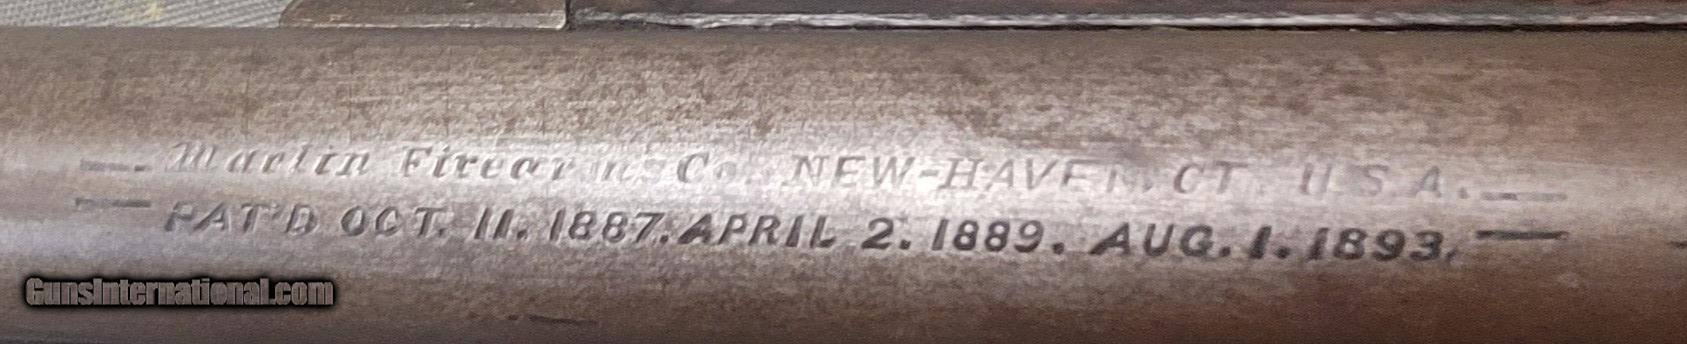 Marlin Firearms Co. NEW-HAVEN, CT. U.S.A.
PAT'D OCT. 11. 1887. APRIL 2. 1889. AUG. 1. 1893.
GunsInternational.com